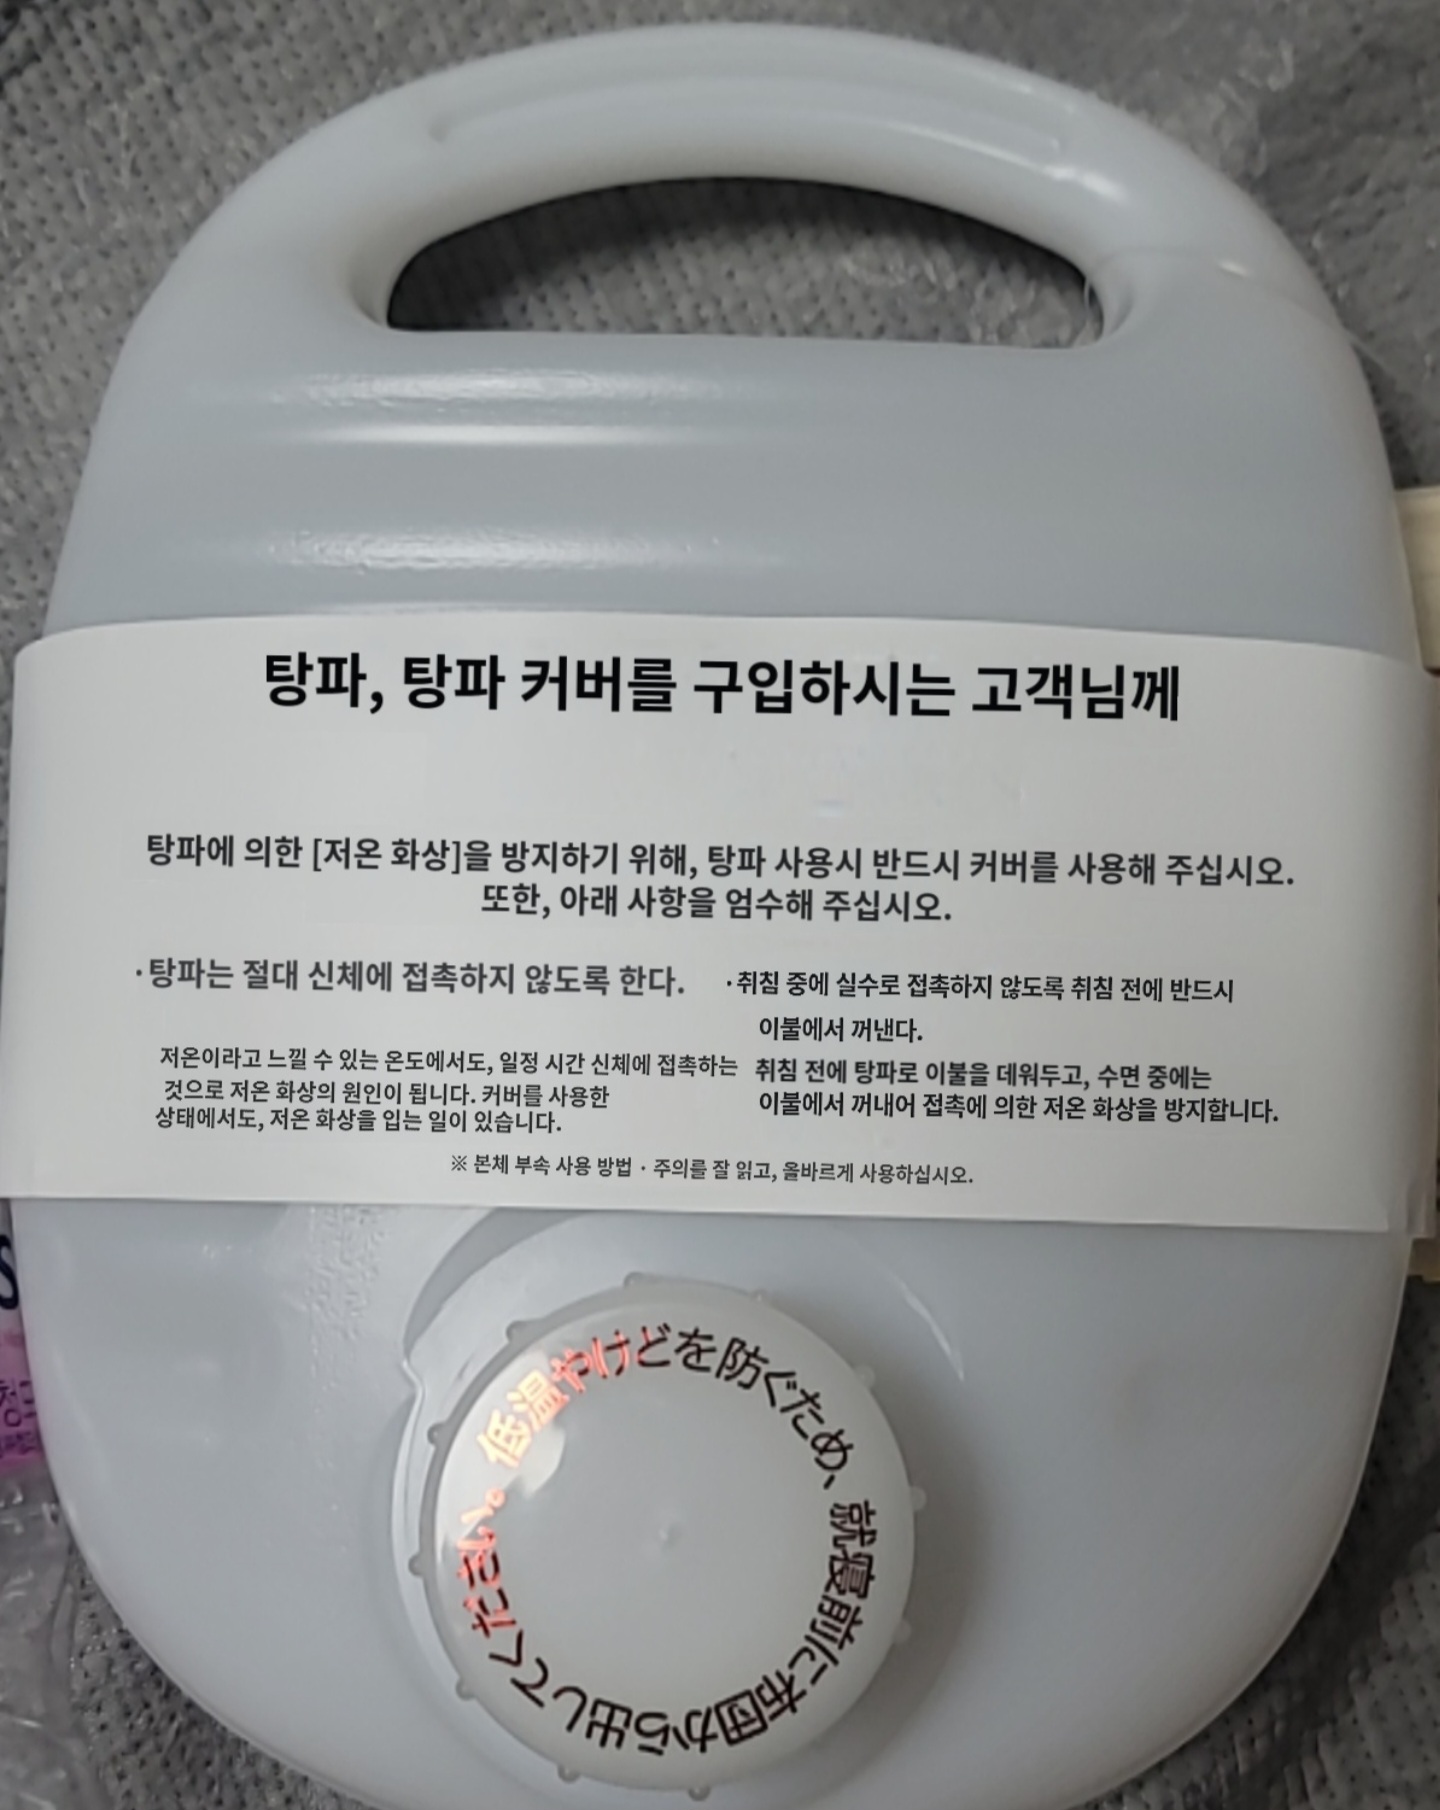 탕파, 탕파 커버를 구입하시는 고객님께
탕파에 의한 [저온 화상]을 방지하기 위해, 탕파 사용시 반드시 커버를 사용해 주십시오.
또한, 아래 사항을 엄수해 주십시오.
·탕파는 절대 신체에 접촉하지 않도록 한다.
저온이라고 느낄 수 있는 온도에서도, 일정 시간 신체에 접촉하는
것으로 저온 화상의 원인이 됩니다. 커버를 사용한
상태에서도, 저온 화상을 입는 일이 있습니다.
·취침 중에 실수로 접촉하지 않도록 취침 전에 반드시
이불에서 꺼낸다.
취침 전에 탕파로 이불을 데워두고, 수면 중에는
이불에서 꺼내어 접촉에 의한 저온 화상을 방지합니다.
※ 본체 부속 사용 방법 · 주의를 잘 읽고, 올바르게 사용하십시오.
低温やけどを防ぐため、就寝前に布団から出してください。